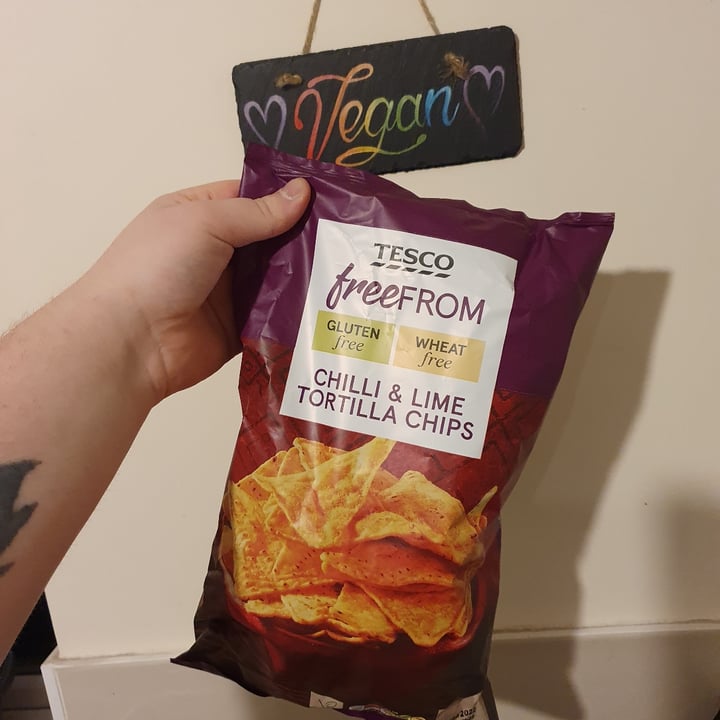 Vegan
TESCO
freeFROM
GLUTEN
free
WHEAT
free
CHILLI & LIME
TORTILLA CHIPS